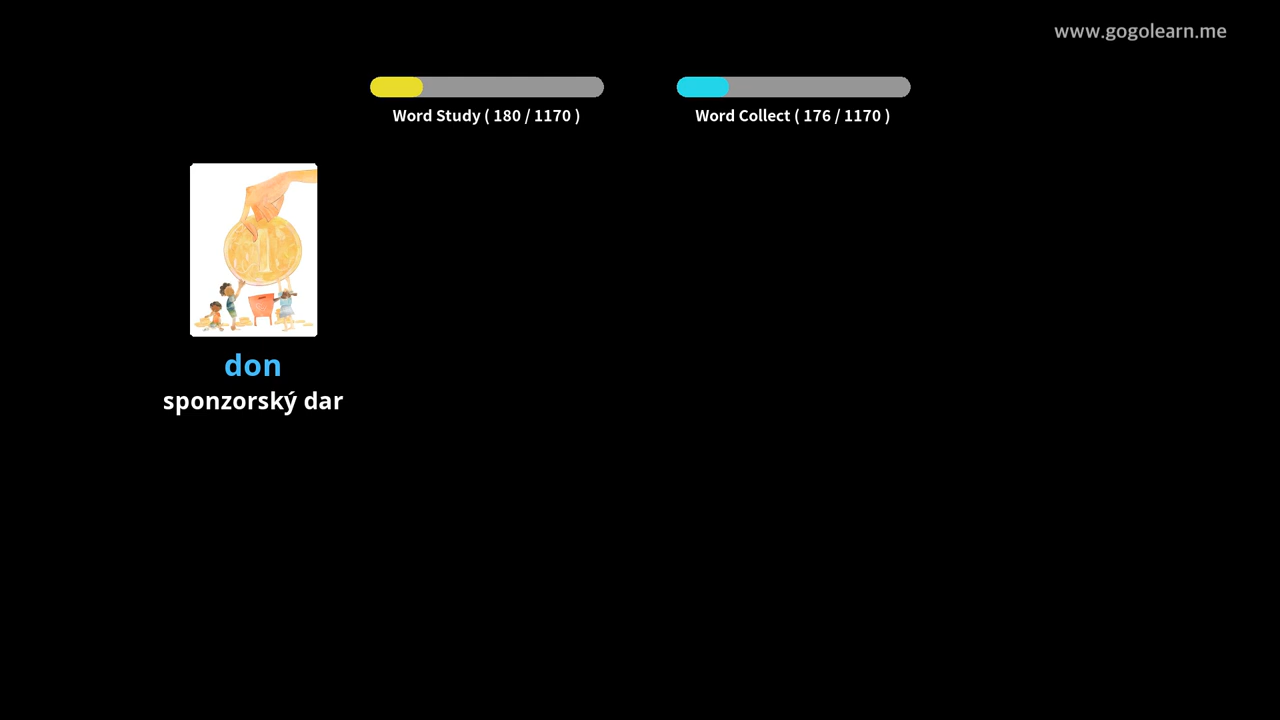 www.gogolearn.me
Word Study ( 180 / 1170 )
Word Collect ( 176 / 1170 )
don
sponzorský dar